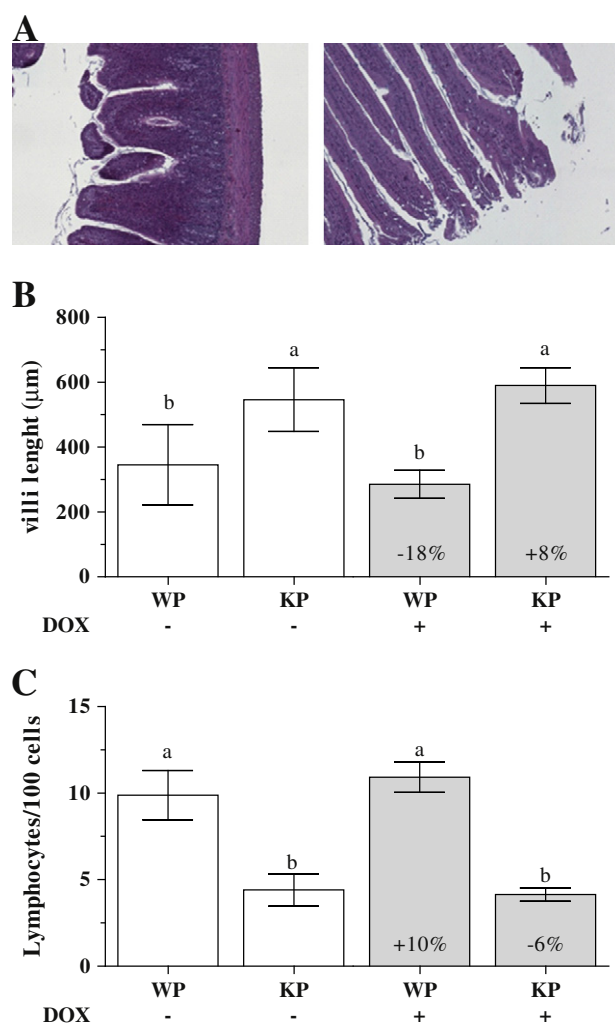 A
B
villi lenght (µm)
800
600
400
200
0
b
a
b
a
-18%
+8%
WP KP WP KP
DOX - - + +
C
Lymphocytes/100 cells
15
10
5
0
a
b
a
b
+10%
-6%
WP KP WP KP
DOX - - + +